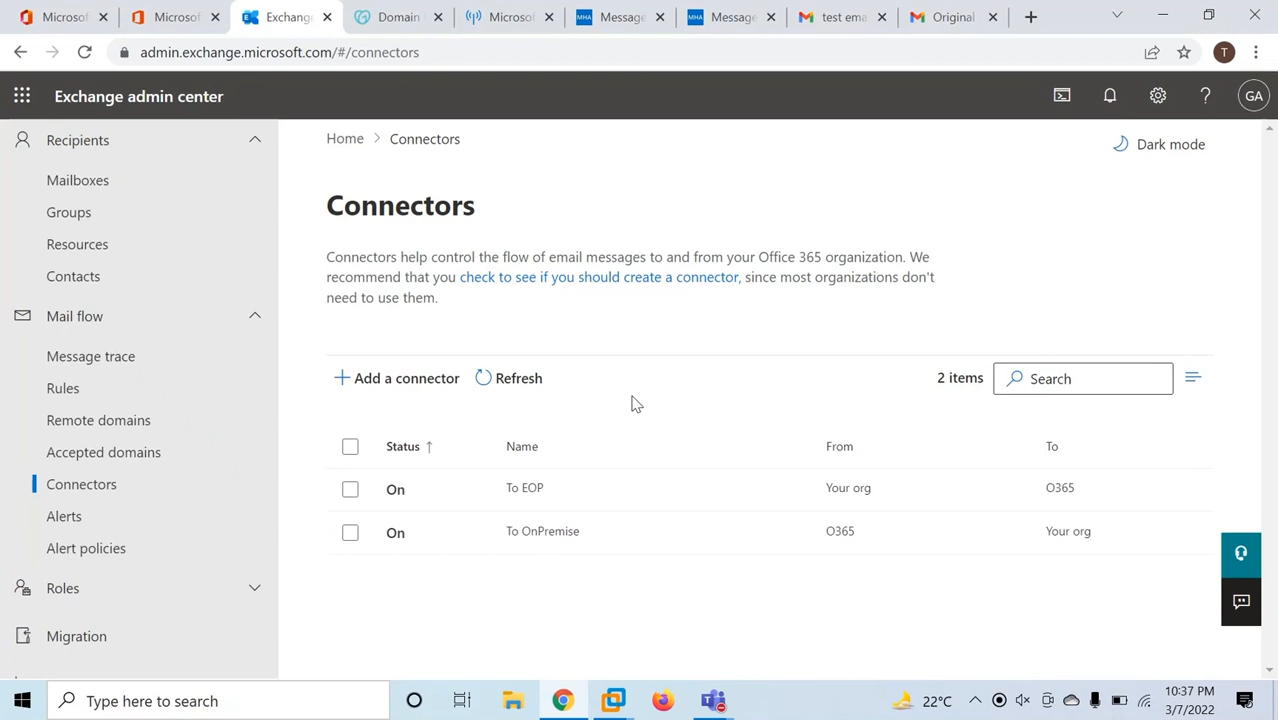 Microsof
Microsoft
Exchange
Domain
Microsof
MHA
Message
MHA
Message
test ema
Original
admin.exchange.microsoft.com/#/connectors
T
Exchange admin center
GA
Recipients
Mailboxes
Groups
Resources
Contacts
Mail flow
Message trace
Rules
Remote domains
Accepted domains
Connectors
Alerts
Alert policies
Roles
Migration
Home > Connectors
Dark mode
Connectors
Connectors help control the flow of email messages to and from your Office 365 organization. We
recommend that you check to see if you should create a connector, since most organizations don't
need to use them.
Add a connector Refresh 2 items Search
Status ↑ Name From To
On To EOP Your org O365
On To OnPremise O365 Your org
Type here to search
22°C
10:37 PM
3/7/2022